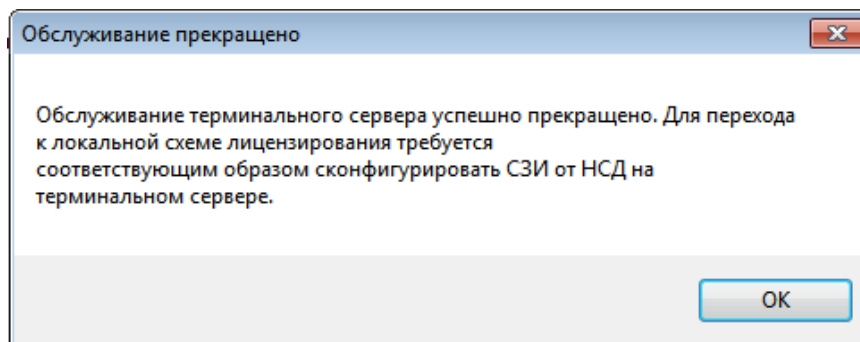 Обслуживание прекращено
Обслуживание терминального сервера успешно прекращено. Для перехода
к локальной схеме лицензирования требуется
соответствующим образом сконфигурировать СЗИ от НСД на
терминальном сервере.
OK